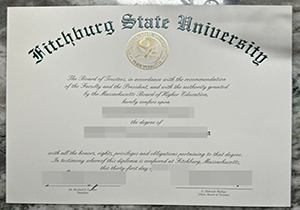 Fitchburg State University
The Board of Trustees, in accordance with the recommendation
of the Faculty and the President, and with the authority granted
by the Massachusetts Board of Higher Education,
hereby confers upon
the degree of
with all the honors, rights, privileges and obligations pertaining to that degree.
In testimony whereof this diploma is conferred at Fitchburg, Massachusetts,
this thirty first day of
President